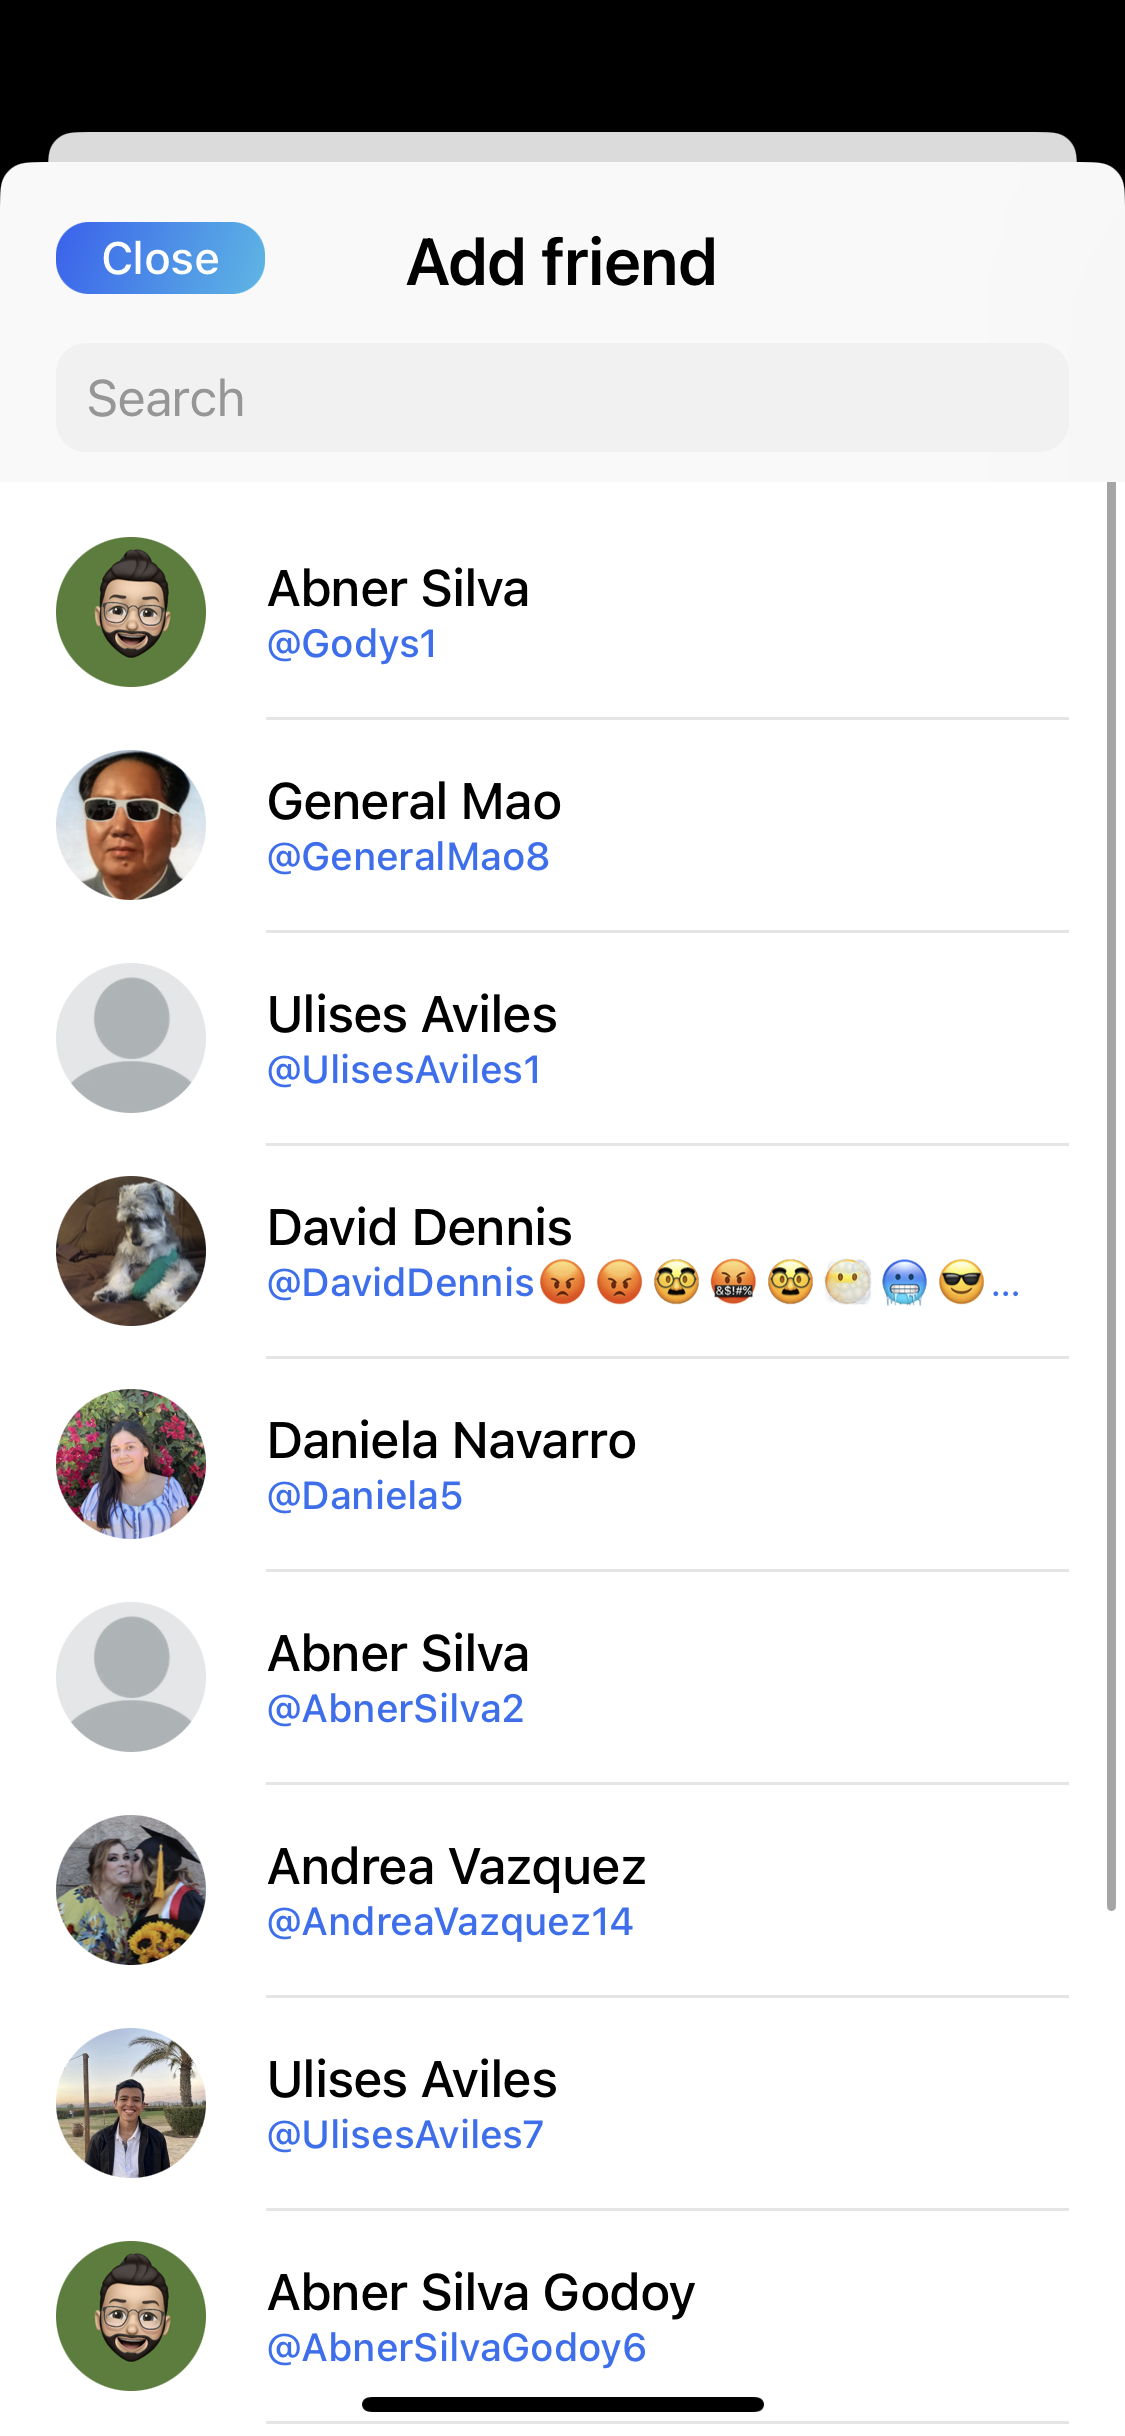 Close
Add friend
Search
Abner Silva
@Godys1
General Mao
@GeneralMao8
Ulises Aviles
@UlisesAviles1
David Dennis
@DavidDennis😡😡🥸🤬🥸😶‍🌫️🥶😎...
Daniela Navarro
@Daniela5
Abner Silva
@AbnerSilva2
Andrea Vazquez
@AndreaVazquez14
Ulises Aviles
@UlisesAviles7
Abner Silva Godoy
@AbnerSilvaGodoy6